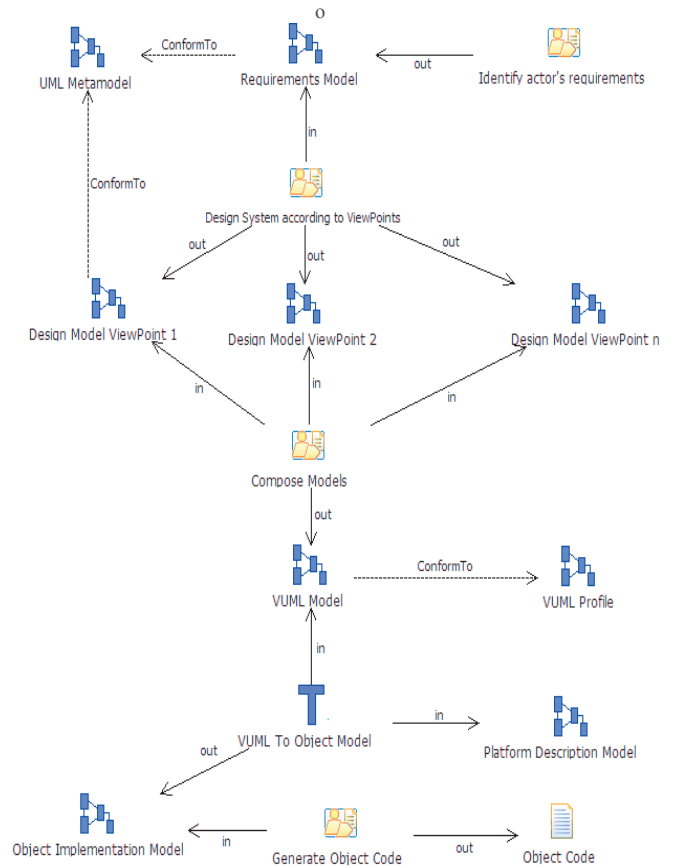 o
ConformTo
out
UML Metamodel
Requirements Model
Identify actor's requirements
in
ConformTo
Design System according to ViewPoints
out
out
out
Design Model ViewPoint 1
Design Model ViewPoint 2
Design Model ViewPoint n
in
in
in
Compose Models
out
ConformTo
VUML Model
VUML Profile
in
T
in
VUML To Object Model
Platform Description Model
out
in
out
Object Implementation Model
Generate Object Code
Object Code